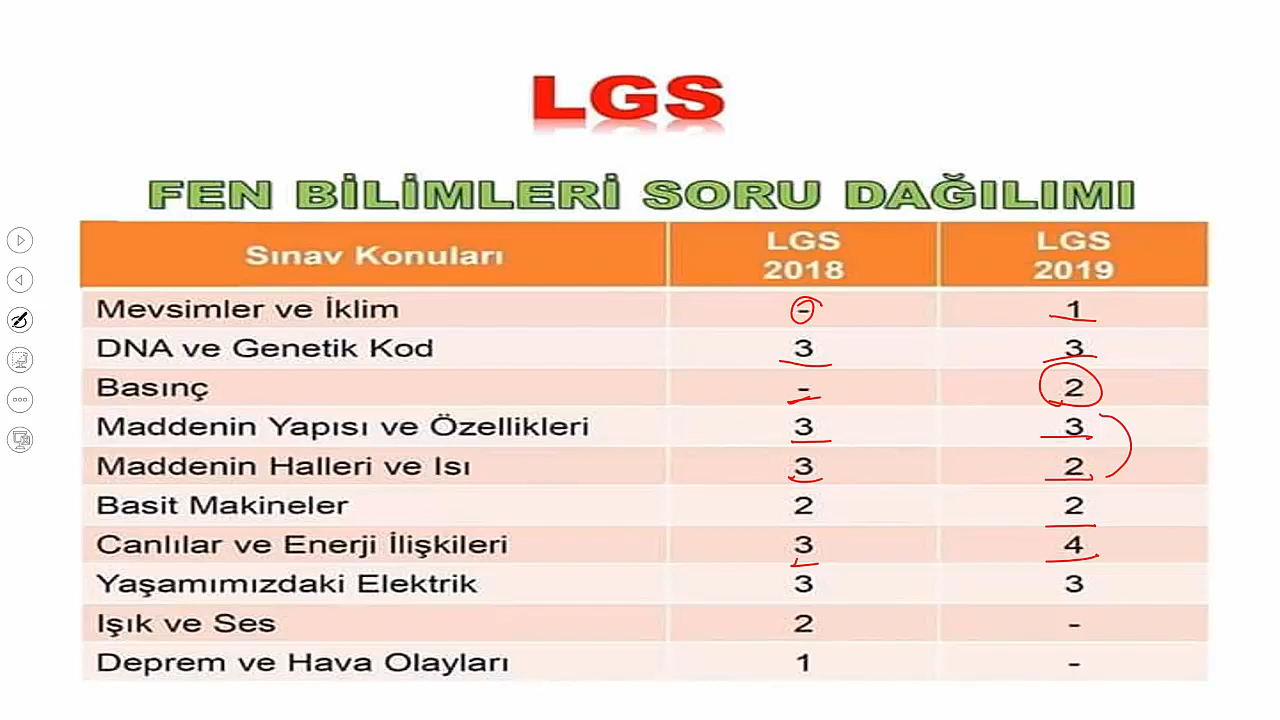 LGS
FEN BİLİMLERİ SORU DAĞILIMI
Sınav Konuları LGS 2018 LGS 2019
Mevsimler ve İklim - 1
DNA ve Genetik Kod 3 3
Basınç - 2
Maddenin Yapısı ve Özellikleri 3 3
Maddenin Halleri ve Isı 3 2
Basit Makineler 2 2
Canlılar ve Enerji İlişkileri 3 4
Yaşamımızdaki Elektrik 3 3
Işık ve Ses 2 -
Deprem ve Hava Olayları 1 -